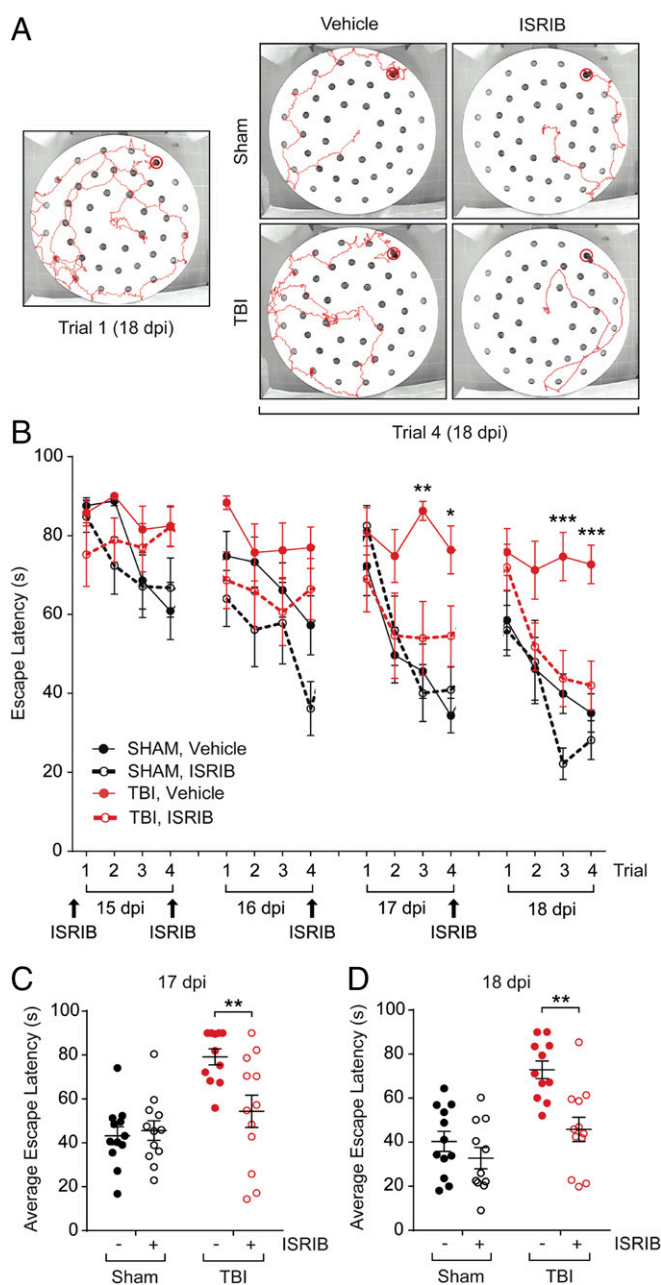 A
Vehicle
ISRIB
Sham
TBI
Trial 1 (18 dpi)
Trial 4 (18 dpi)
B
100
80
60
40
20
0
Escape Latency (s)
** * *** ***
SHAM, Vehicle
SHAM, ISRIB
TBI, Vehicle
TBI, ISRIB
1 2 3 4 1 2 3 4 1 2 3 4 1 2 3 4 Trial
15 dpi 16 dpi 17 dpi 18 dpi
ISRIB ISRIB ISRIB ISRIB
C
17 dpi
Average Escape Latency (s)
100
80
60
40
20
0
**
- + - +
Sham TBI
D
18 dpi
Average Escape Latency (s)
100
80
60
40
20
0
**
- + - + ISRIB
Sham TBI